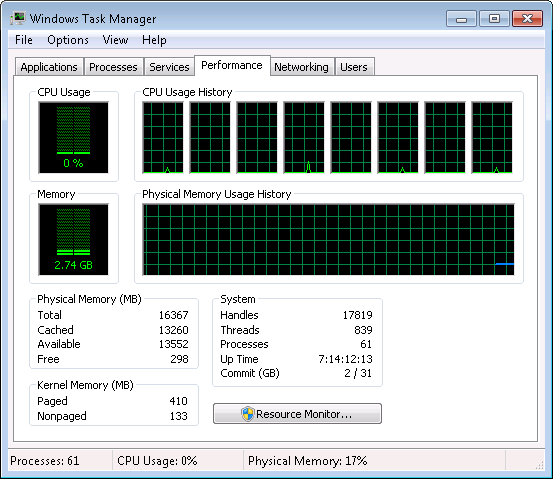 Windows Task Manager
File Options View Help
Applications Processes Services Performance Networking Users
CPU Usage CPU Usage History
0 %
Memory Physical Memory Usage History
2.74 GB
Physical Memory (MB)
Total 16367
Cached 13260
Available 13552
Free 298
Kernel Memory (MB)
Paged 410
Nonpaged 133
System
Handles 17819
Threads 839
Processes 61
Up Time 7:14:12:13
Commit (GB) 2 / 31
Resource Monitor...
Processes: 61 CPU Usage: 0% Physical Memory: 17%